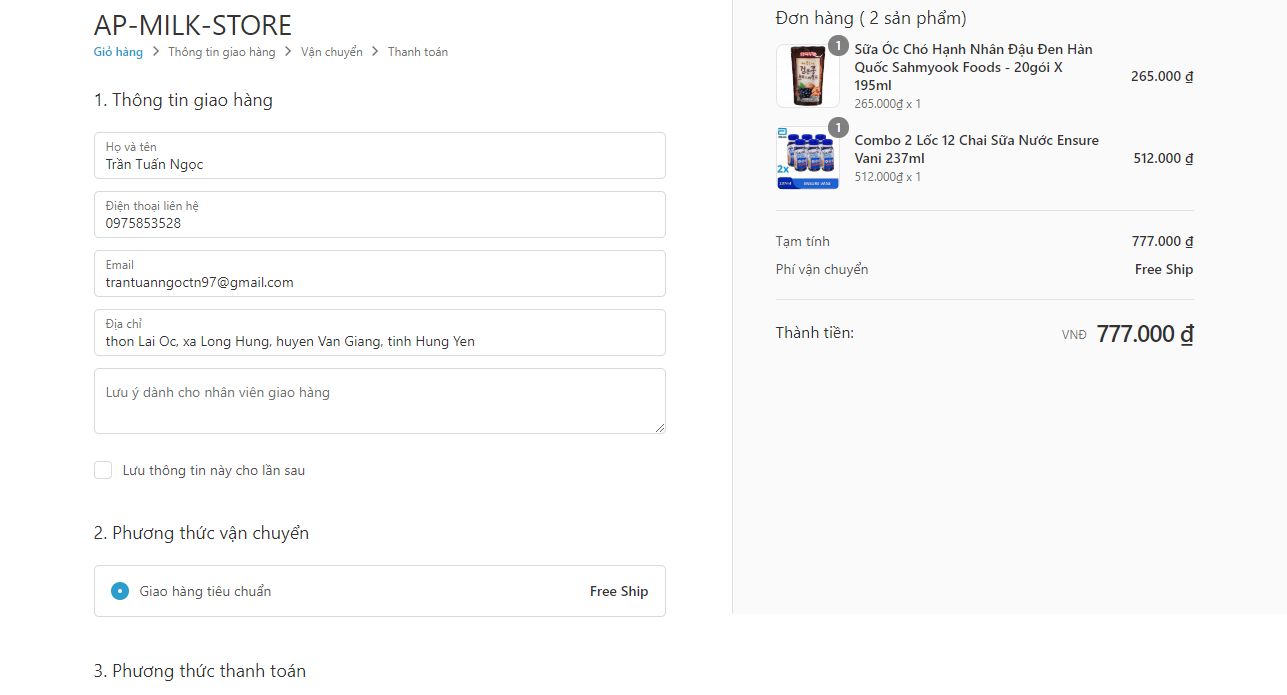 AP-MILK-STORE
Giỏ hàng > Thông tin giao hàng > Vận chuyển > Thanh toán
1. Thông tin giao hàng
Họ và tên
Trần Tuấn Ngọc
Điện thoại liên hệ
0975853528
Email
trantuanngoctn97@gmail.com
Địa chỉ
thon Lai Oc, xa Long Hung, huyen Van Giang, tinh Hung Yen
Lưu ý dành cho nhân viên giao hàng
Lưu thông tin này cho lần sau
2. Phương thức vận chuyển
Giao hàng tiêu chuẩn Free Ship
3. Phương thức thanh toán
Đơn hàng ( 2 sản phẩm)
1
Sữa Óc Chó Hạnh Nhân Đậu Đen Hàn
Quốc Sahmyook Foods - 20gói X
195ml
265.000₫ x 1
265.000 ₫
1
2x
ENSURE VANI
Combo 2 Lốc 12 Chai Sữa Nước Ensure
Vani 237ml
512.000₫ x 1
512.000 ₫
Tạm tính 777.000 ₫
Phí vận chuyển Free Ship
Thành tiền: VNĐ 777.000 ₫